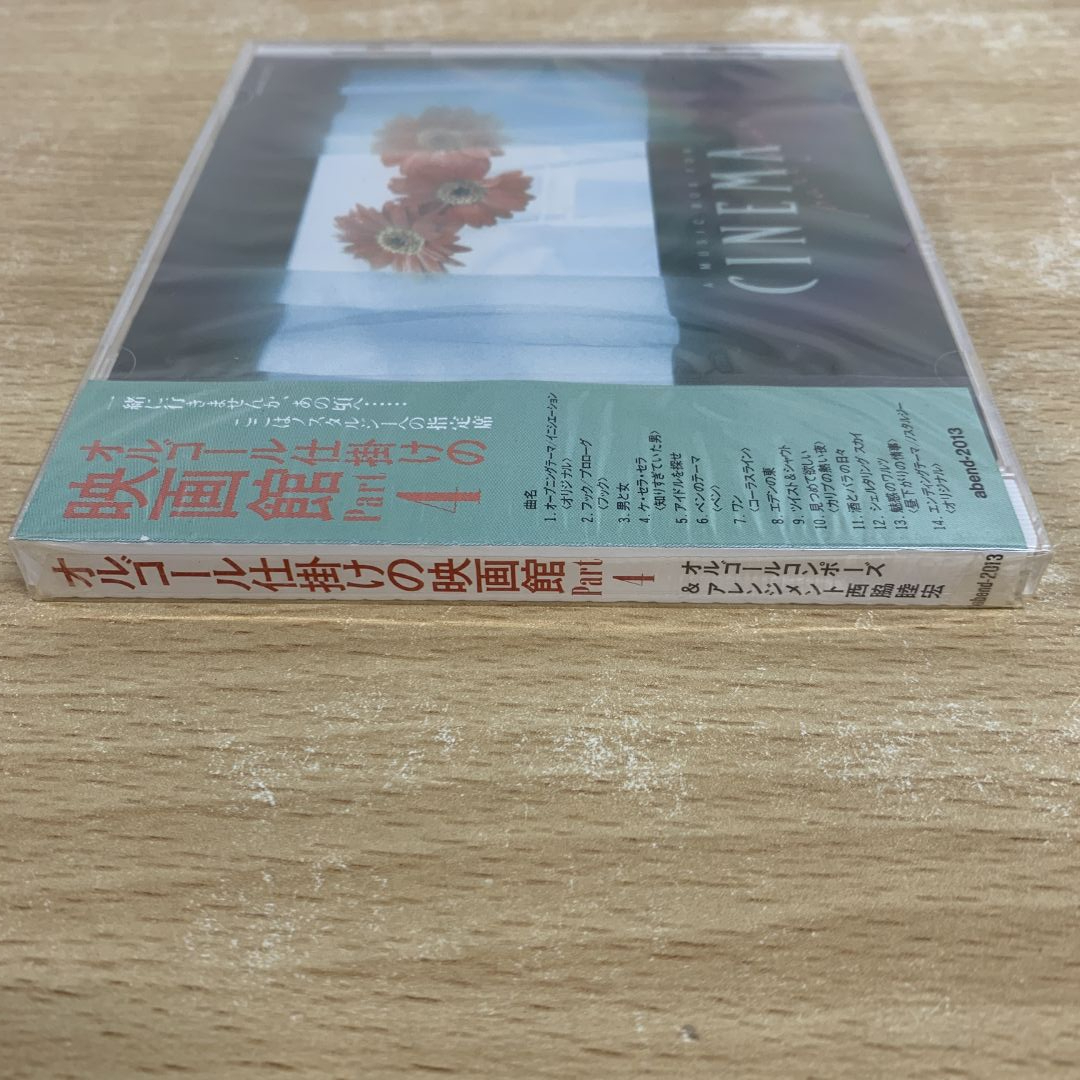 A MUSIC BOX FOR
CINEMA
一緒に行きませんか、あの頃へ……
ここはノスタルジーへの指定席
オルゴール仕掛けの
映画館
Part 4
曲名
1. オープニングテーマ/イニシエーション
〈オリジナル〉
2. フック/プロローグ
〈フック〉
3. 男と女
4. ケ・セラ・セラ
〈知りすぎていた男〉
5. アイドルを探せ
6. ベンのテーマ
〈ベン〉
7. ワン
〈コーラスライン〉
8. エデンの東
9. ツイスト&シャウト
10. 見つめて欲しい
〈カリブの熱い夜〉
11. 酒とバラの日々
12. シェルタリング スカイ
13. 魅惑のワルツ
〈昼下がりの情事〉
14. エンディングテーマ/ノスタルジー
〈オリジナル〉
abend-2013
オルゴール仕掛けの映画館 Part 4
オルゴールコンポーズ
&アレンジメント西脇睦宏
abend-2013